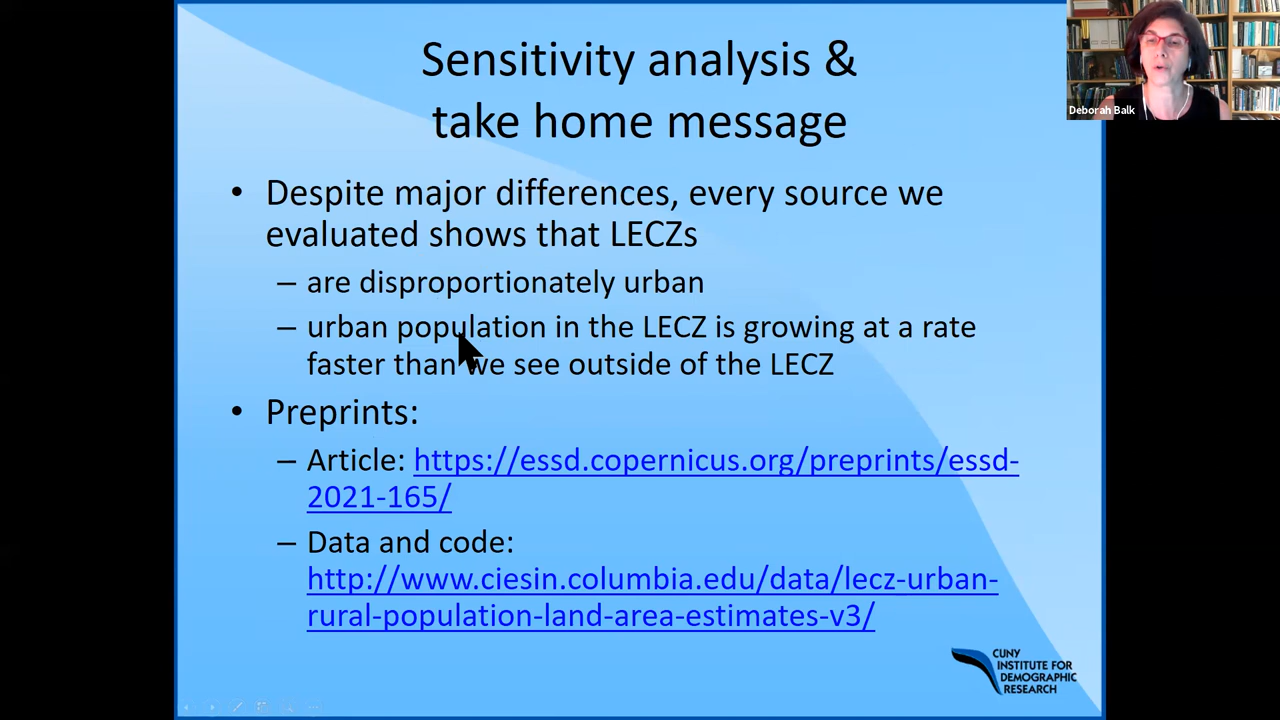 Sensitivity analysis &
take home message
Deborah Balk
• Despite major differences, every source we
evaluated shows that LECZs
– are disproportionately urban
– urban population in the LECZ is growing at a rate
faster than we see outside of the LECZ
• Preprints:
– Article: https://essd.copernicus.org/preprints/essd-
2021-165/
– Data and code:
http://www.ciesin.columbia.edu/data/lecz-urban-
rural-population-land-area-estimates-v3/
CUNY
INSTITUTE FOR
DEMOGRAPHIC
RESEARCH